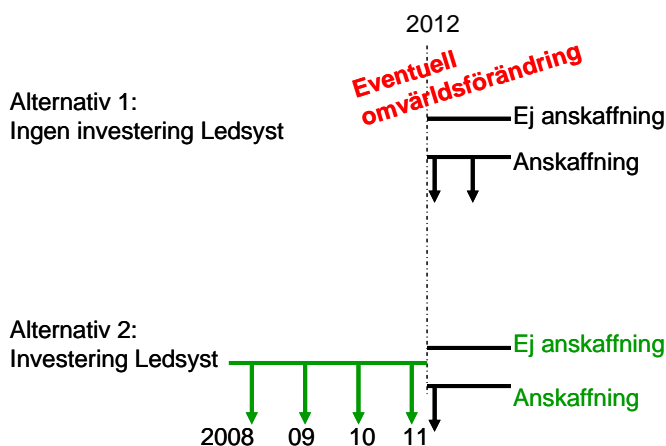 2012
Eventuell
omvärldsförändring
Alternativ 1:
Ingen investering Ledsyst
Ej anskaffning
Anskaffning
Alternativ 2:
Investering Ledsyst
Ej anskaffning
Anskaffning
2008 09 10 11